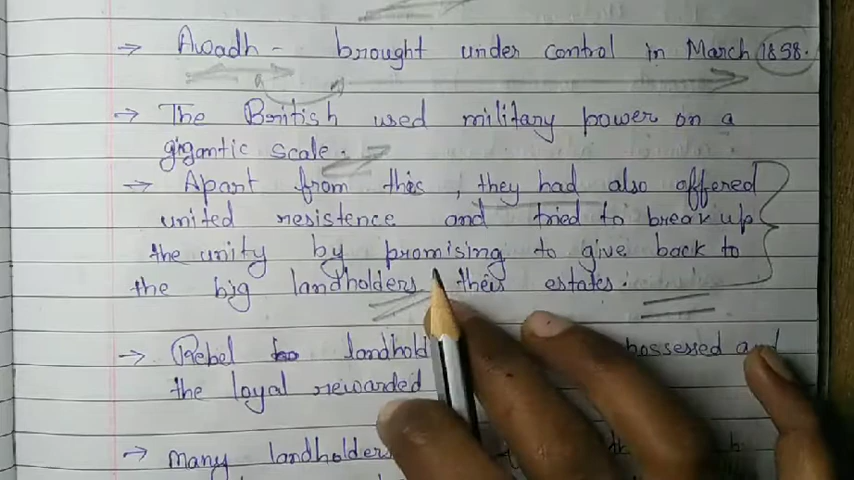 → Awadh - brought under control in March 1858.
→ The British used military power on a
gigantic scale.
→ Apart from this, they had also offered
united resistence and tried to break up
the unity by promising to give back to
the big landholders their estates.
→ Rebel landhold possessed and
the loyal rewarded
→ Many landholders